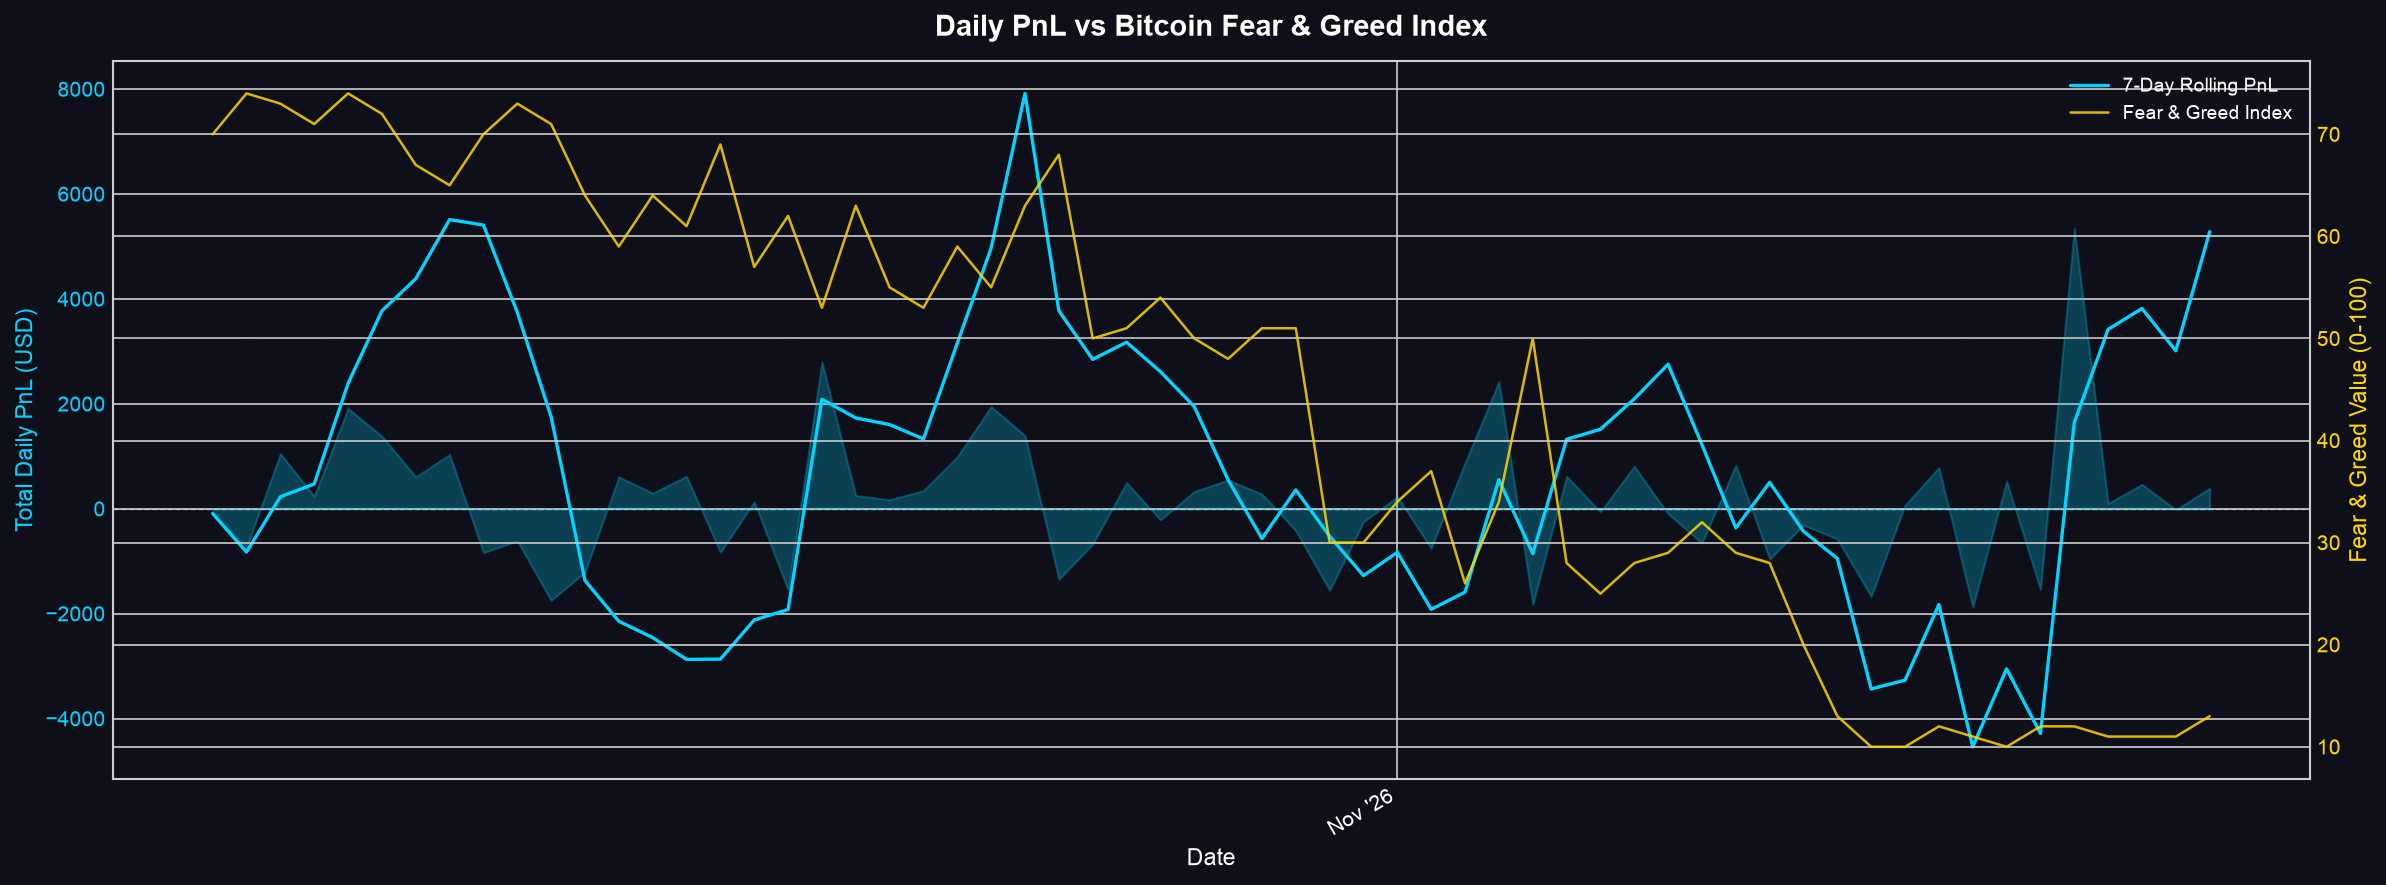 Daily PnL vs Bitcoin Fear & Greed Index
7-Day Rolling PnL
Fear & Greed Index
Total Daily PnL (USD)
8000
6000
4000
2000
0
−2000
−4000
70
60
50
40
30
20
10
Fear & Greed Value (0-100)
Nov '26
Date